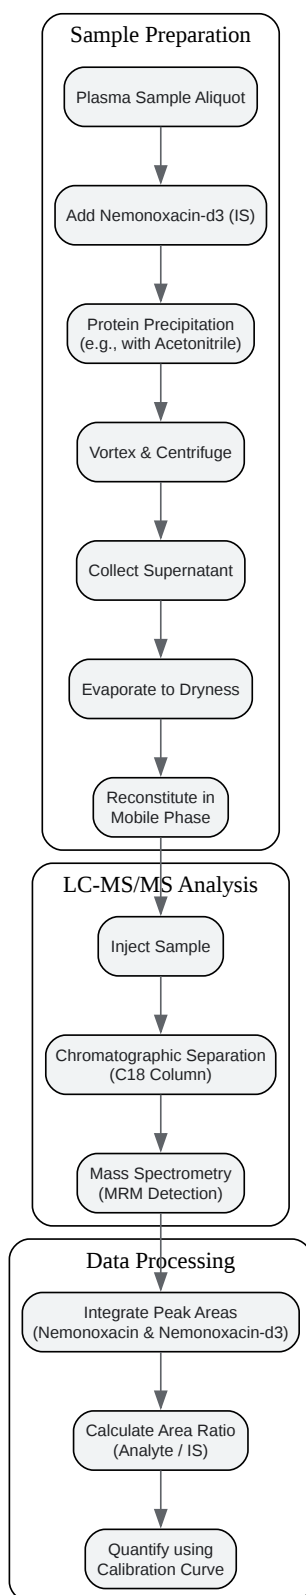 Sample Preparation
Plasma Sample Aliquot
Add Nemonoxacin-d3 (IS)
Protein Precipitation
(e.g., with Acetonitrile)
Vortex & Centrifuge
Collect Supernatant
Evaporate to Dryness
Reconstitute in
Mobile Phase
LC-MS/MS Analysis
Inject Sample
Chromatographic Separation
(C18 Column)
Mass Spectrometry
(MRM Detection)
Data Processing
Integrate Peak Areas
(Nemonoxacin & Nemonoxacin-d3)
Calculate Area Ratio
(Analyte / IS)
Quantify using
Calibration Curve